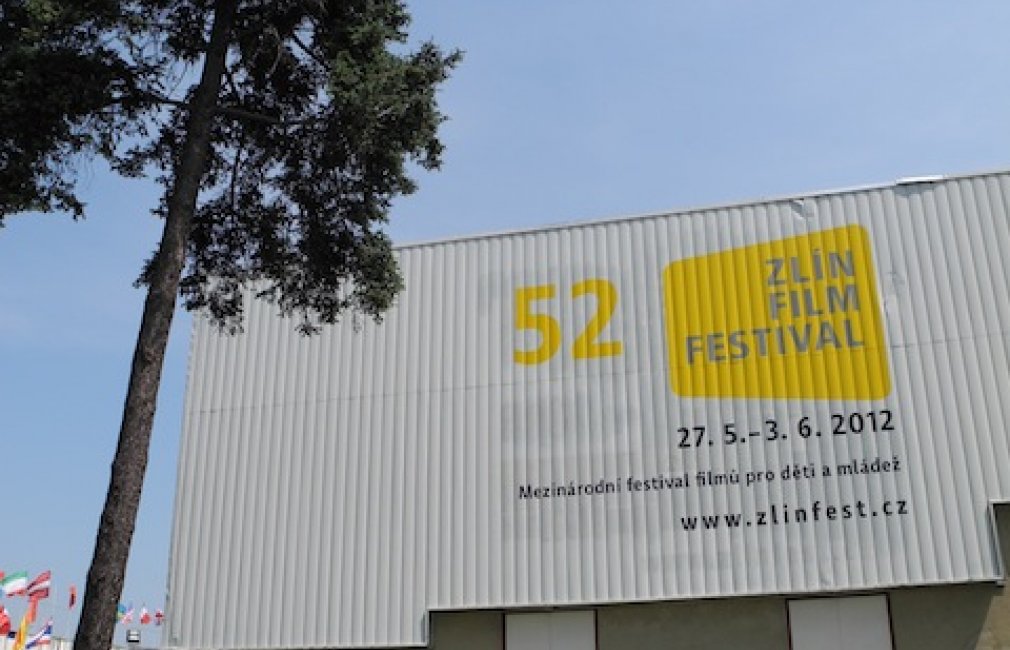 52
ZLÍN
FILM
FESTIVAL
27. 5.–3. 6. 2012
Mezinárodní festival filmů pro děti a mládež
www.zlinfest.cz